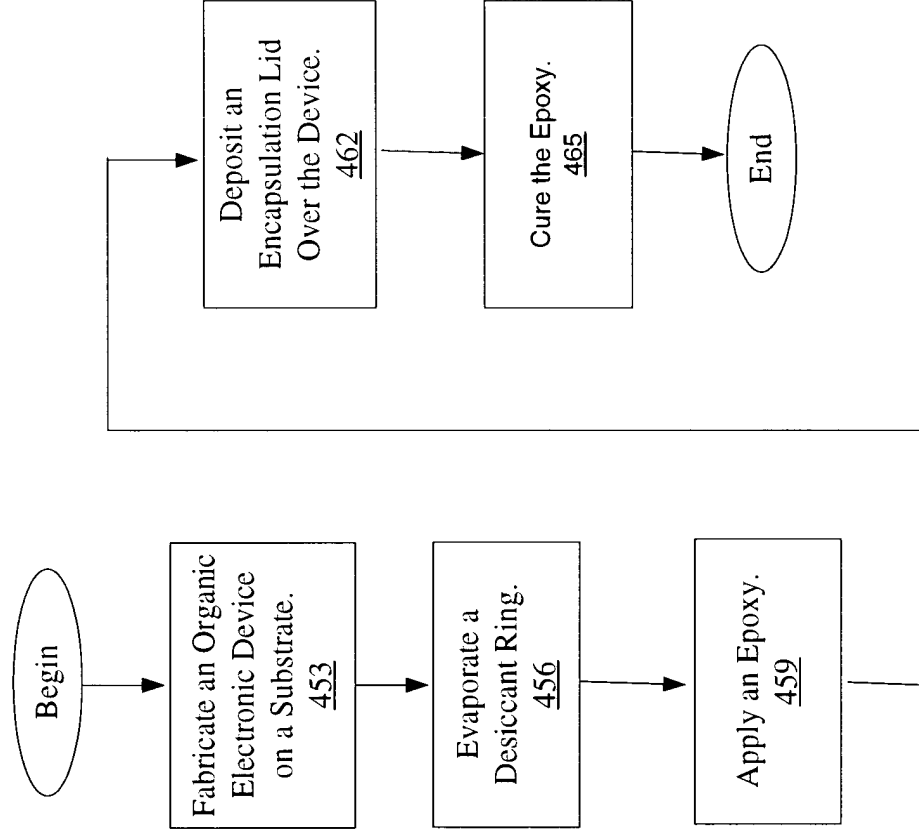 Begin
Fabricate an Organic
Electronic Device
on a Substrate.
453
Evaporate a
Desiccant Ring.
456
Apply an Epoxy.
459
Deposit an
Encapsulation Lid
Over the Device.
462
Cure the Epoxy.
465
End